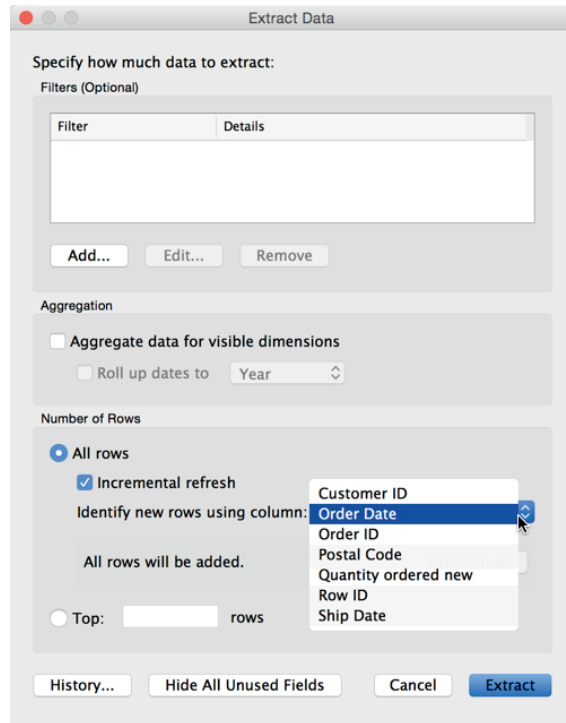 Extract Data
Specify how much data to extract:
Filters (Optional)
Filter Details
Add... Edit... Remove
Aggregation
Aggregate data for visible dimensions
Roll up dates to Year
Number of Rows
All rows
Incremental refresh
Identify new rows using column:
Customer ID
Order Date
Order ID
Postal Code
Quantity ordered new
Row ID
Ship Date
All rows will be added.
Top: rows
History... Hide All Unused Fields Cancel Extract